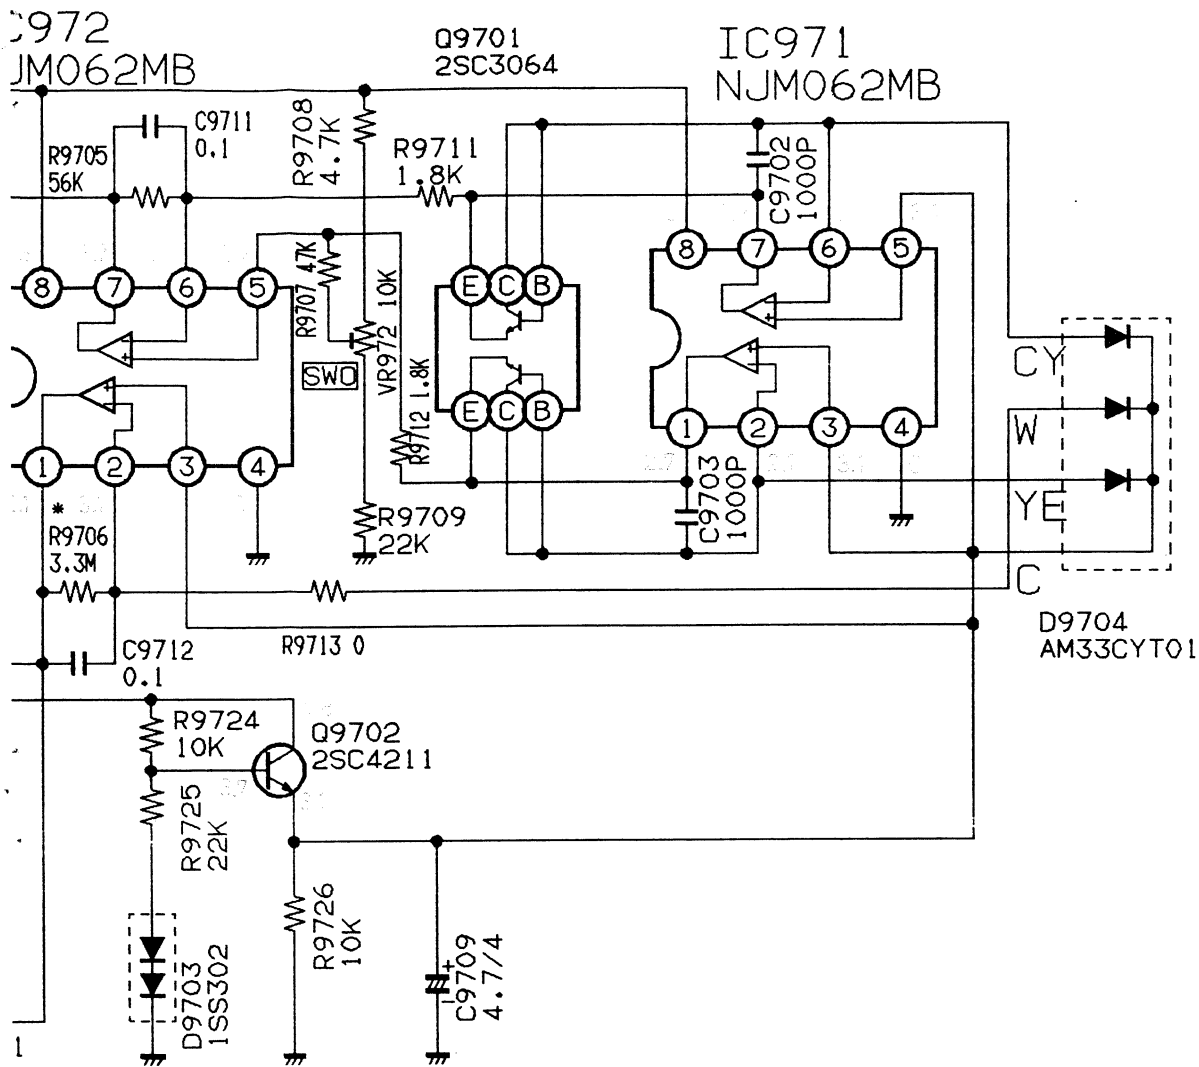 C972
JM062MB
Q9701
2SC3064
IC971
NJM062MB
C9711
0.1
R9705
56K
R9708
4.7K
R9711
1.8K
C9702
1000P
8
7
6
5
R9707 47K
VR972 10K
SWO
R9712 1.8K
E
C
B
E
C
B
8
7
6
5
1
2
3
4
1
2
3
4
*
R9706
3.3M
R9709
22K
C9703
1000P
CY
W
YE
C
D9704
AM33CYT01
R9713 0
C9712
0.1
R9724
10K
Q9702
2SC4211
R9725
22K
R9726
10K
D9703
1SS302
C9709
4.7/4
+
-
1